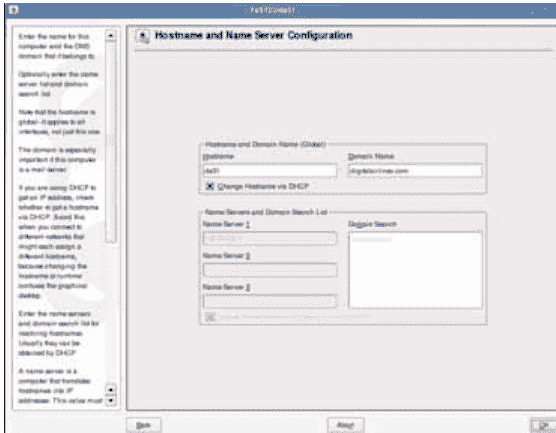 Enter the name for this
computer and the DNS
domain that it belongs to.
Optionally enter the name
server list and domain
search list.
Note that the hostname is
global--it applies to all
interfaces, not just this one.
The domain is especially
important if this computer
is a mail server.
If you are using DHCP to
get an IP address, check
whether to get a hostname
via DHCP.
when you connect to
different networks that
might each assign a
different hostname,
because changing the
hostname at runtime
confuses the graphical
desktop.
Enter the name servers
and domain search list for
resolving hostnames.
Usually they can be
obtained by DHCP.
A name server is a
computer that translates
hostnames into IP
addresses. This value must
Hostname and Name Server Configuration
Hostname and Domain Name (Global)
Hostname
Domain Name
Change Hostname via DHCP
Name Servers and Domain Search List
Name Server 1
Domain Search
Name Server 2
Name Server 3
Back
About
OK